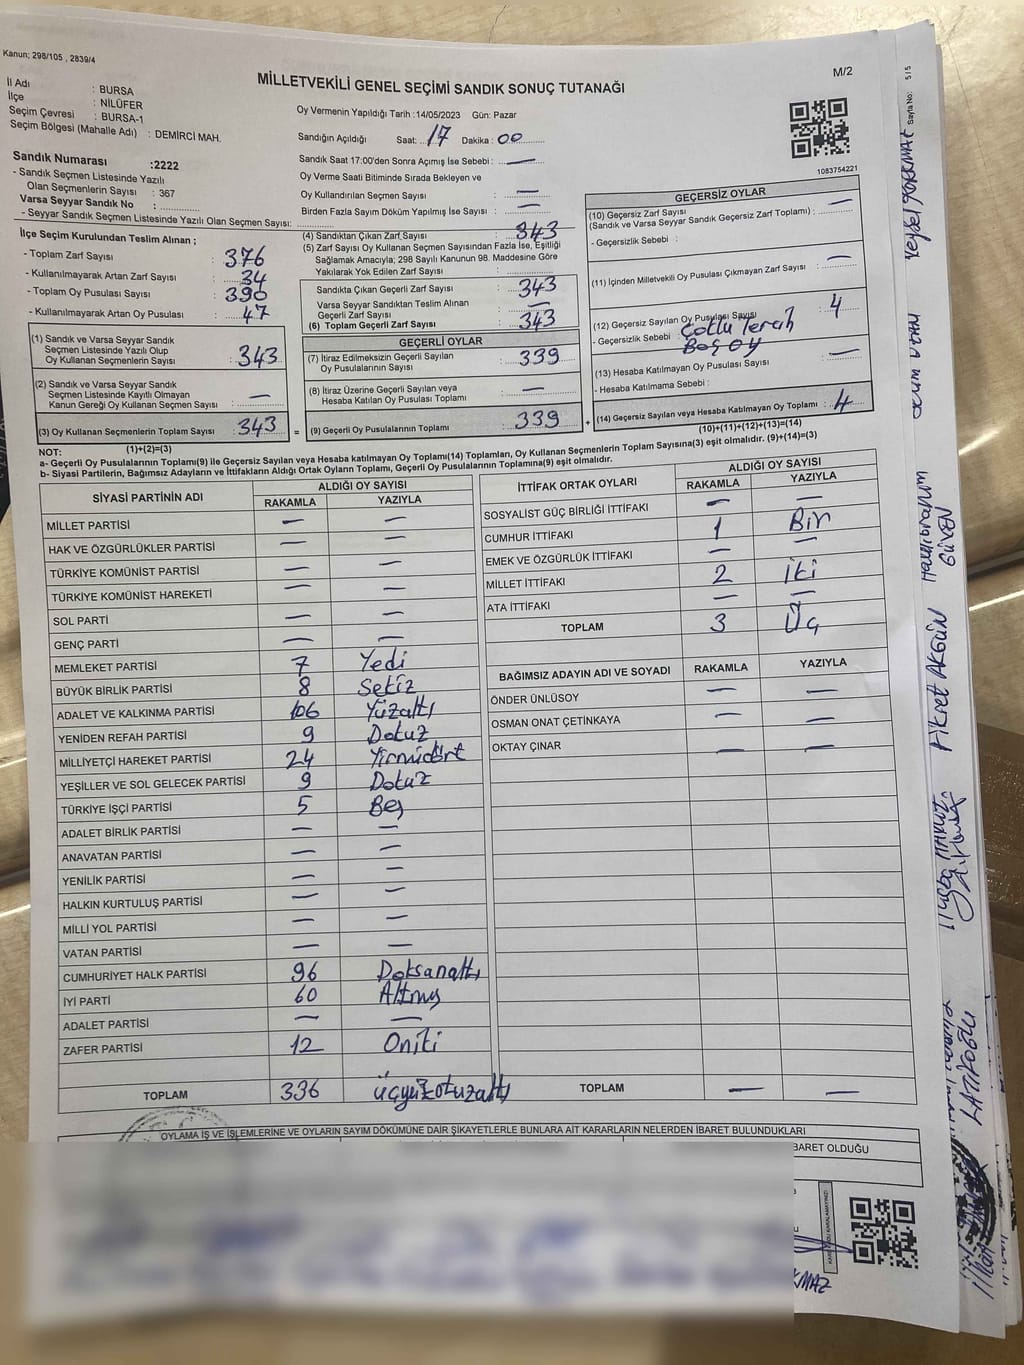 Kanun; 298/105 , 2839/4
M/2
MİLLETVEKİLİ GENEL SEÇİMİ SANDIK SONUÇ TUTANAĞI
Sayfa No: 5/5
İl Adı : BURSA
İlçe : NİLÜFER
Seçim Çevresi : BURSA-1
Seçim Bölgesi (Mahalle Adı) : DEMİRCİ MAH.
Sandık Numarası :2222
- Sandık Seçmen Listesinde Yazılı
Olan Seçmenlerin Sayısı : 367
Varsa Seyyar Sandık No :
- Seyyar Sandık Seçmen Listesinde Yazılı Olan Seçmen Sayısı:
İlçe Seçim Kurulundan Teslim Alınan ;
- Toplam Zarf Sayısı : 376
- Kullanılmayarak Artan Zarf Sayısı : 34
- Toplam Oy Pusulası Sayısı : 390
- Kullanılmayarak Artan Oy Pusulası : 47
(1) Sandık ve Varsa Seyyar Sandık
Seçmen Listesinde Yazılı Olup
Oy Kullanan Seçmenlerin Sayısı : 343
(2) Sandık ve Varsa Seyyar Sandık
Seçmen Listesinde Kayıtlı Olmayan
Kanun Gereği Oy Kullanan Seçmen Sayısı : —
(3) Oy Kullanan Seçmenlerin Toplam Sayısı : 343
(1)+(2)=(3)
Oy Vermenin Yapıldığı Tarih :14/05/2023 Gün: Pazar
Sandığın Açıldığı Saat: 17 Dakika : 00
Sandık Saat 17:00'den Sonra Açımış İse Sebebi : —
Oy Verme Saati Bitiminde Sırada Bekleyen ve
Oy Kullandırılan Seçmen Sayısı : —
Birden Fazla Sayım Döküm Yapılmış İse Sayısı : —
(4) Sandıktan Çıkan Zarf Sayısı : 343
(5) Zarf Sayısı Oy Kullanan Seçmen Sayısından Fazla İse, Eşitliği
Sağlamak Amacıyla; 298 Sayılı Kanunun 98. Maddesine Göre
Yakılarak Yok Edilen Zarf Sayısı :
Sandıkta Çıkan Geçerli Zarf Sayısı : 343
Varsa Seyyar Sandıktan Teslim Alınan
Geçerli Zarf Sayısı : —
(6) Toplam Geçerli Zarf Sayısı : 343
GEÇERLİ OYLAR
(7) İtiraz Edilmeksizin Geçerli Sayılan
Oy Pusulalarının Sayısı : 339
(8) İtiraz Üzerine Geçerli Sayılan veya
Hesaba Katılan Oy Pusulası Toplamı : —
= (9) Geçerli Oy Pusulalarının Toplamı : 339
1083754221
GEÇERSİZ OYLAR
(10) Geçersiz Zarf Sayısı
(Sandık ve Varsa Seyyar Sandık Geçersiz Zarf Toplamı) : —
- Geçersizlik Sebebi :
(11) İçinden Milletvekili Oy Pusulası Çıkmayan Zarf Sayısı : —
(12) Geçersiz Sayılan Oy Pusulası Sayısı : 4
- Geçersizlik Sebebi : Çoklu Tercih
Boş Oy
(13) Hesaba Katılmayan Oy Pusulası Sayısı : —
- Hesaba Katılmama Sebebi :
+ (14) Geçersiz Sayılan veya Hesaba Katılmayan Oy Toplamı : 4
(10)+(11)+(12)+(13)=(14)
NOT:
a- Geçerli Oy Pusulalarının Toplamı(9) ile Geçersiz Sayılan veya Hesaba katılmayan Oy Toplamı(14) Toplamları, Oy Kullanan Seçmenlerin Toplam Sayısına(3) eşit olmalıdır. (9)+(14)=(3)
b- Siyasi Partilerin, Bağımsız Adayların ve İttifakların Aldığı Ortak Oyların Toplamı, Geçerli Oy Pusulalarının Toplamına(9) eşit olmalıdır.
SİYASİ PARTİNİN ADI ALDIĞI OY SAYISI
RAKAMLA YAZIYLA
MİLLET PARTİSİ — —
HAK VE ÖZGÜRLÜKLER PARTİSİ — —
TÜRKİYE KOMÜNİST PARTİSİ — —
TÜRKİYE KOMÜNİST HAREKETİ — —
SOL PARTİ — —
GENÇ PARTİ — —
MEMLEKET PARTİSİ 7 Yedi
BÜYÜK BİRLİK PARTİSİ 8 Sekiz
ADALET VE KALKINMA PARTİSİ 106 Yüzaltı
YENİDEN REFAH PARTİSİ 9 Dokuz
MİLLİYETÇİ HAREKET PARTİSİ 24 Yirmidört
YEŞİLLER VE SOL GELECEK PARTİSİ 9 Dokuz
TÜRKİYE İŞÇİ PARTİSİ 5 Beş
ADALET BİRLİK PARTİSİ — —
ANAVATAN PARTİSİ — —
YENİLİK PARTİSİ — —
HALKIN KURTULUŞ PARTİSİ — —
MİLLİ YOL PARTİSİ — —
VATAN PARTİSİ — —
CUMHURİYET HALK PARTİSİ 96 Doksanaltı
İYİ PARTİ 60 Altmış
ADALET PARTİSİ — —
ZAFER PARTİSİ 12 Oniki
TOPLAM 336 Üçyüzotuzaltı
İTTİFAK ORTAK OYLARI ALDIĞI OY SAYISI
RAKAMLA YAZIYLA
SOSYALİST GÜÇ BİRLİĞİ İTTİFAKI — —
CUMHUR İTTİFAKI 1 Bir
EMEK VE ÖZGÜRLÜK İTTİFAKI — —
MİLLET İTTİFAKI 2 İki
ATA İTTİFAKI — —
TOPLAM 3 Üç
BAĞIMSIZ ADAYIN ADI VE SOYADI RAKAMLA YAZIYLA
ÖNDER ÜNLÜSOY — —
OSMAN ONAT ÇETİNKAYA — —
OKTAY ÇINAR — —
TOPLAM — —
OYLAMA İŞ VE İŞLEMLERİNE VE OYLARIN SAYIM DÖKÜMÜNE DAİR ŞİKAYETLERLE BUNLARA AİT KARARLARIN NELERDEN İBARET BULUNDUKLARI
BARET OLDUĞU
Veysel KORKMAZ
GÜVEN
Fikret AKGÜN
LATİFOĞLU